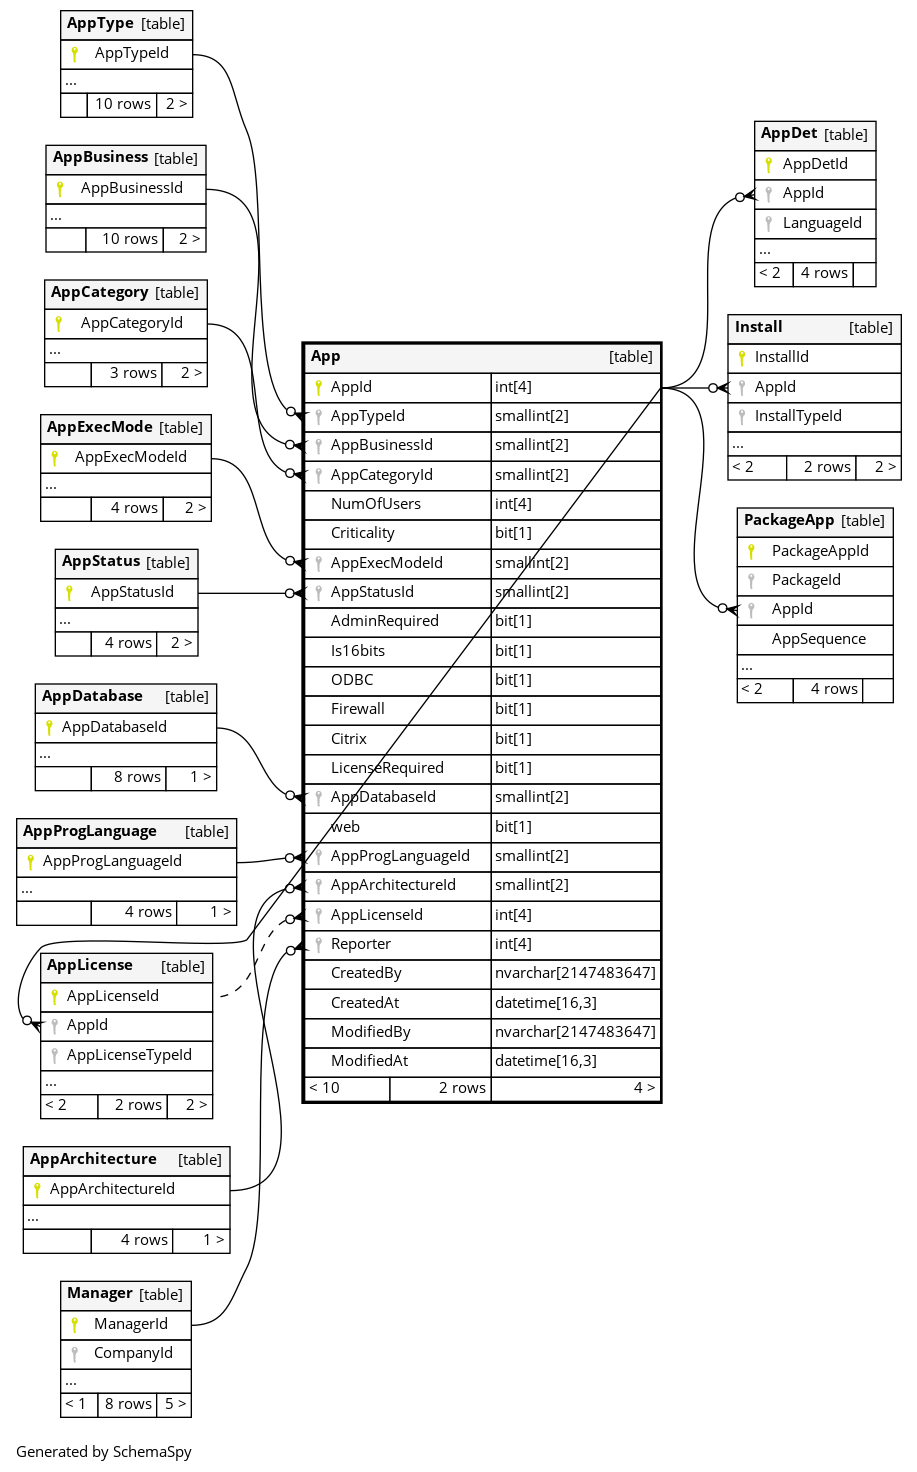 AppType [table]
AppTypeId
...
10 rows 2 >
AppBusiness [table]
AppBusinessId
...
10 rows 2 >
AppCategory [table]
AppCategoryId
...
3 rows 2 >
AppExecMode [table]
AppExecModeId
...
4 rows 2 >
AppStatus [table]
AppStatusId
...
4 rows 2 >
AppDatabase [table]
AppDatabaseId
...
8 rows 1 >
AppProgLanguage [table]
AppProgLanguageId
...
4 rows 1 >
AppLicense [table]
AppLicenseId
AppId
AppLicenseTypeId
...
< 2 2 rows 2 >
AppArchitecture [table]
AppArchitectureId
...
4 rows 1 >
Manager [table]
ManagerId
CompanyId
...
< 1 8 rows 5 >
App [table]
AppId int[4]
AppTypeId smallint[2]
AppBusinessId smallint[2]
AppCategoryId smallint[2]
NumOfUsers int[4]
Criticality bit[1]
AppExecModeId smallint[2]
AppStatusId smallint[2]
AdminRequired bit[1]
Is16bits bit[1]
ODBC bit[1]
Firewall bit[1]
Citrix bit[1]
LicenseRequired bit[1]
AppDatabaseId smallint[2]
web bit[1]
AppProgLanguageId smallint[2]
AppArchitectureId smallint[2]
AppLicenseId int[4]
Reporter int[4]
CreatedBy nvarchar[2147483647]
CreatedAt datetime[16,3]
ModifiedBy nvarchar[2147483647]
ModifiedAt datetime[16,3]
< 10 2 rows 4 >
AppDet [table]
AppDetId
AppId
LanguageId
...
< 2 4 rows
Install [table]
InstallId
AppId
InstallTypeId
...
< 2 2 rows 2 >
PackageApp [table]
PackageAppId
PackageId
AppId
AppSequence
...
< 2 4 rows
Generated by SchemaSpy